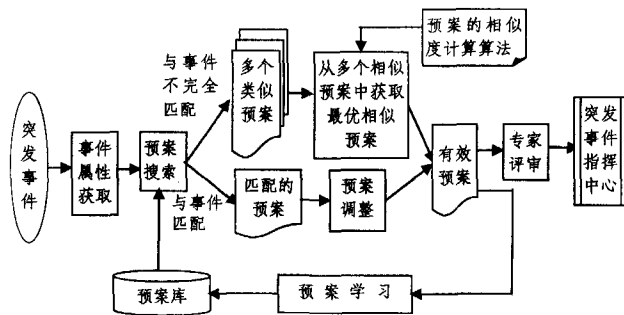 突发事件
事件
属性
获取
预案
搜索
与事件
不完全
匹配
多个
类似
预案
从多个相似
预案中获取
最优相似
预案
预案的相似
度计算算法
与事件
匹配
匹配的
预案
预案
调整
有效
预案
专家
评审
突发
事件
指挥
中心
预案库
预案学习